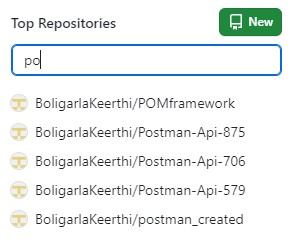 Top Repositories
New
po
BoligarlaKeerthi/POMframework
BoligarlaKeerthi/Postman-Api-875
BoligarlaKeerthi/Postman-Api-706
BoligarlaKeerthi/Postman-Api-579
BoligarlaKeerthi/postman_created